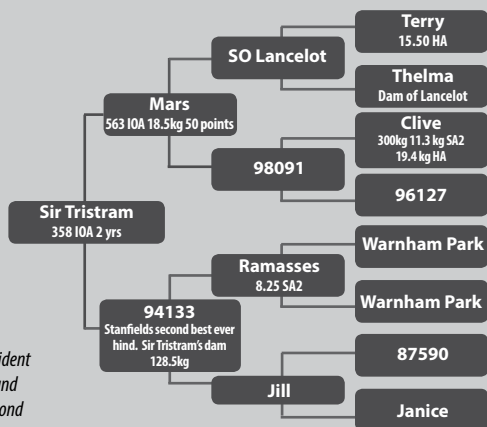 Terry
15.50 HA
SO Lancelot
Thelma
Dam of Lancelot
Mars
563 IOA 18.5kg 50 points
Clive
300kg 11.3 kg SA2
19.4 kg HA
98091
96127
Sir Tristram
358 IOA 2 yrs
Warnham Park
Ramasses
8.25 SA2
Warnham Park
94133
Stanfields second best ever
hind. Sir Tristram's dam
128.5kg
87590
Jill
Janice
ident
and
ond